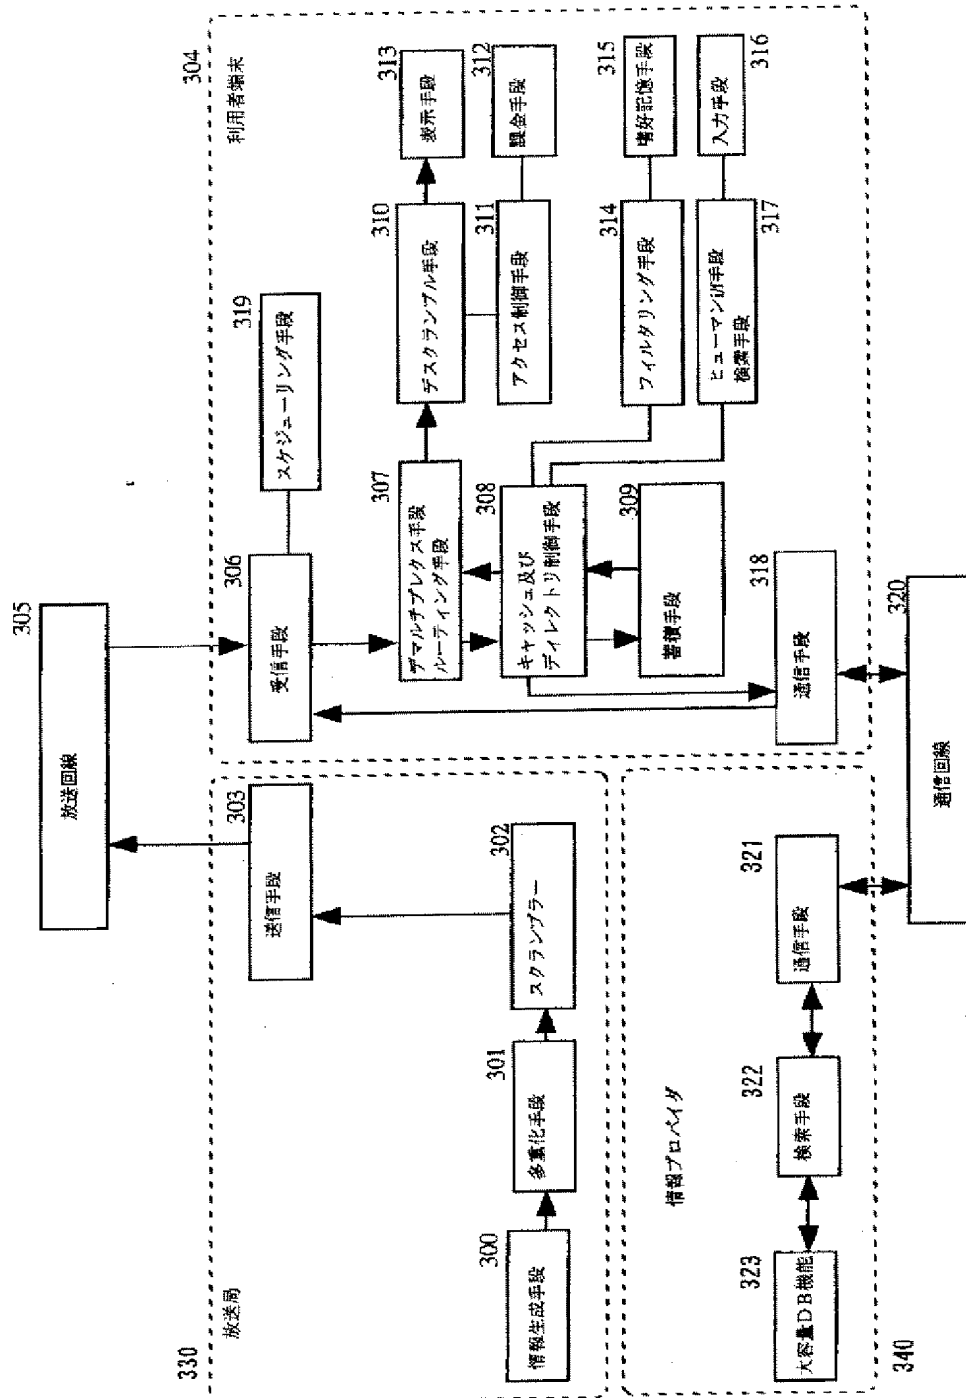 305
放送回線
304
利用者端末
319
スケジューリング手段
306
受信手段
313
表示手段
312
課金手段
310
デスクランブル手段
311
アクセス制御手段
307
デマルチプレクス手段
ルーティング手段
308
キャッシュ及び
ディレクトリ制御手段
309
蓄積手段
315
嗜好記憶手段
316
入力手段
314
フィルタリング手段
317
ヒューマンi/f手段
検索手段
318
通信手段
320
通信回線
330
放送局
303
送信手段
302
スクランブラー
301
多重化手段
300
情報生成手段
340
情報プロバイダ
321
通信手段
322
検索手段
323
大容量DB機能